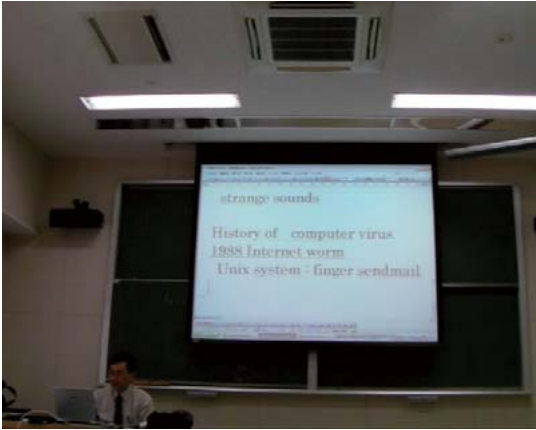 strange sounds
History of computer virus
1988 Internet worm
Unix system : finger sendmail